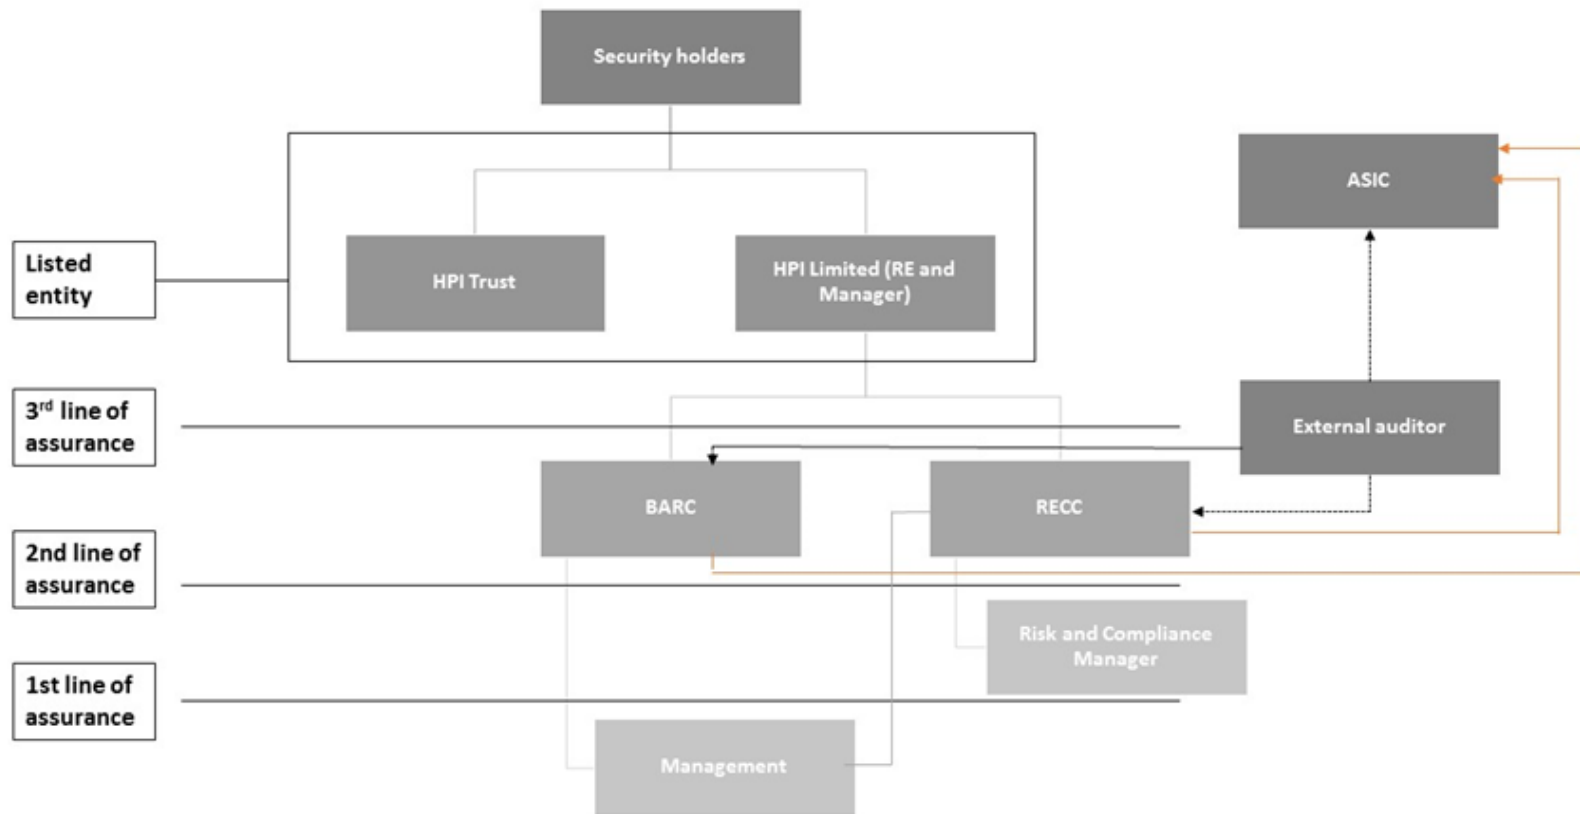 Security holders
ASIC
HPI Trust
HPI Limited (RE and
Manager)
Listed
entity
3rd line of
assurance
External auditor
BARC
RECC
2nd line of
assurance
Risk and Compliance
Manager
1st line of
assurance
Management